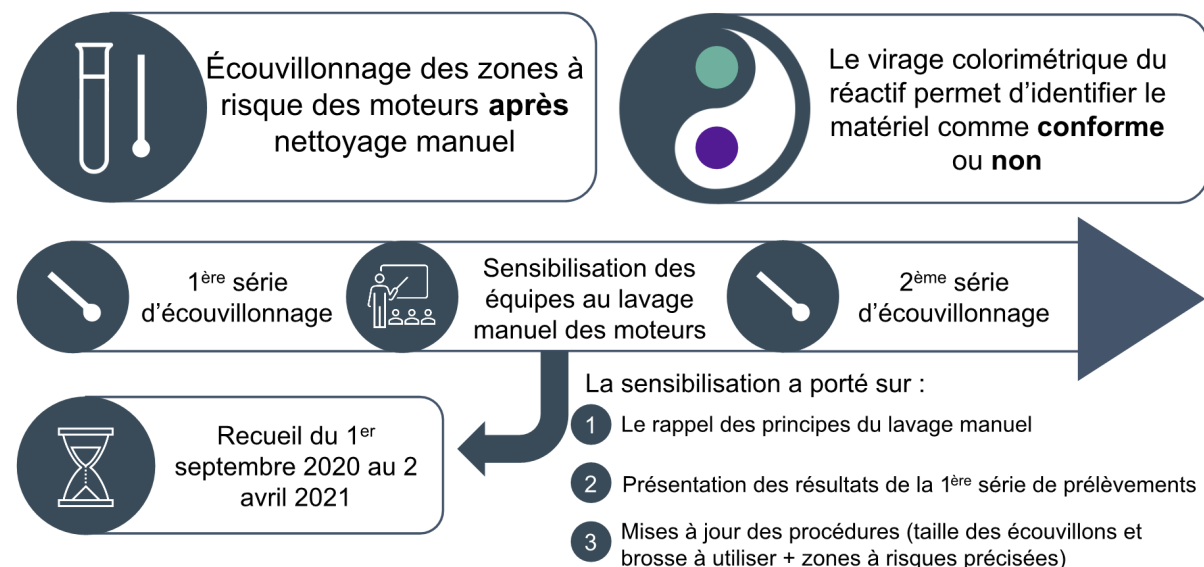 Écouvillonnage des zones à
risque des moteurs après
nettoyage manuel
Le virage colorimétrique du
réactif permet d’identifier le
matériel comme conforme
ou non
1ère série
d’écouvillonnage
Sensibilisation des
équipes au lavage
manuel des moteurs
2ème série
d’écouvillonnage
Recueil du 1er
septembre 2020 au 2
avril 2021
La sensibilisation a porté sur :
1 Le rappel des principes du lavage manuel
2 Présentation des résultats de la 1ère série de prélèvements
3 Mises à jour des procédures (taille des écouvillons et
brosse à utiliser + zones à risques précisées)